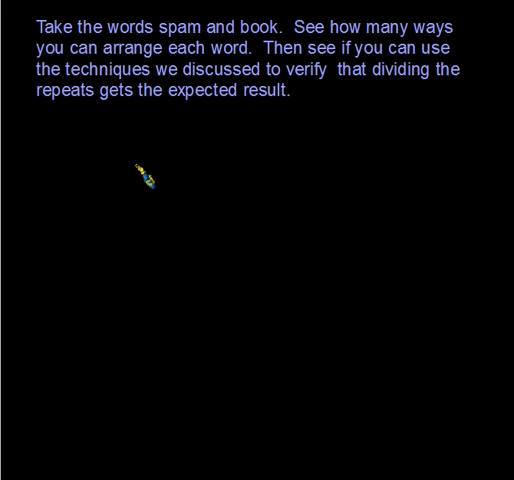 Take the words spam and book.  See how many ways
you can arrange each word.  Then see if you can use
the techniques we discussed to verify  that dividing the
repeats gets the expected result.